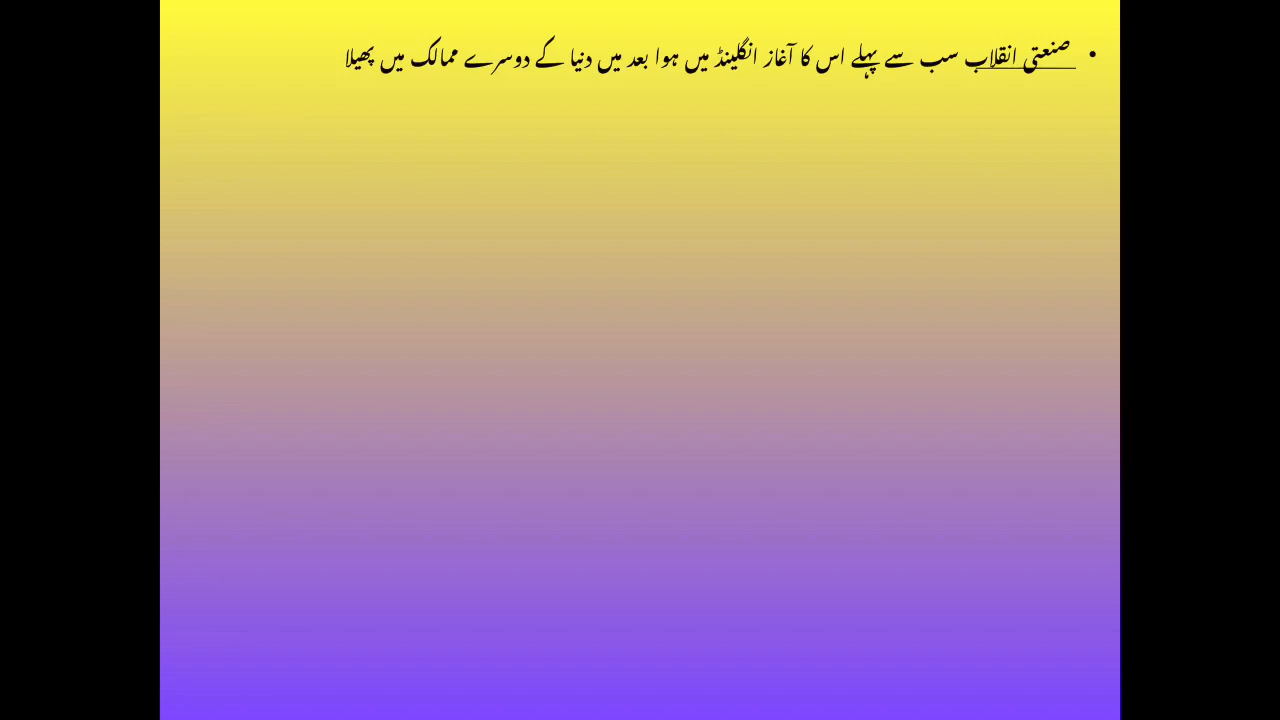 • صنعتی انقلاب سب سے پہلے اس کا آغاز انگلینڈ میں ہوا بعد میں دنیا کے دوسرے ممالک میں پھیلا